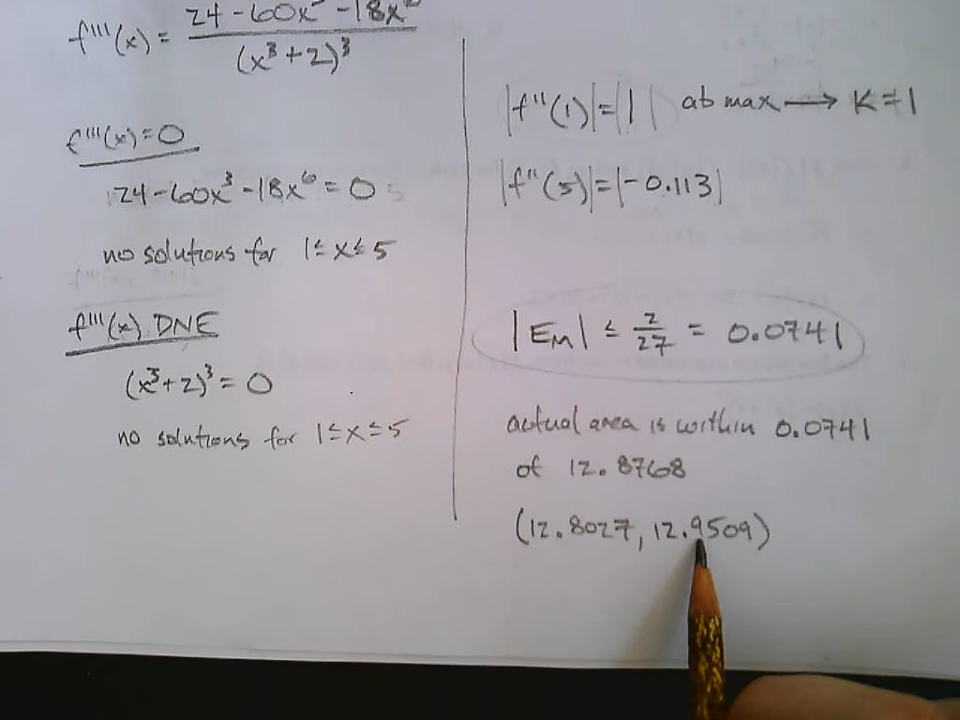 f'''(x) = 24 - 60x³ - 18x⁶ / (x³ + 2)³
f'''(x) = 0
24 - 60x³ - 18x⁶ = 0
no solutions for 1 ≤ x ≤ 5
f'''(x) DNE
(x³ + 2)³ = 0
no solutions for 1 ≤ x ≤ 5
|f''(1)| = |1| ab max → K = 1
|f''(5)| = |-0.113|
|E_M| ≤ 2/27 = 0.0741
actual area is within 0.0741
of 12.8768
(12.8027, 12.9509)